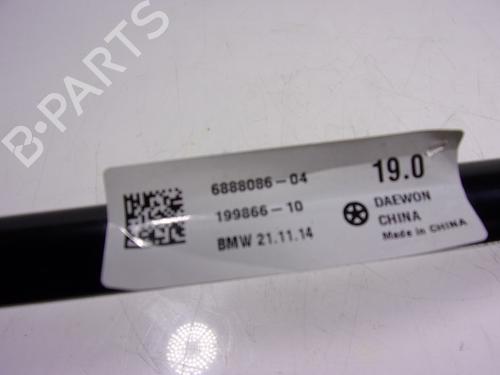 B-PARTS
6888086-04
199866-10
BMW 21.11.14
19.0
DAEWON
CHINA
Made in CHINA